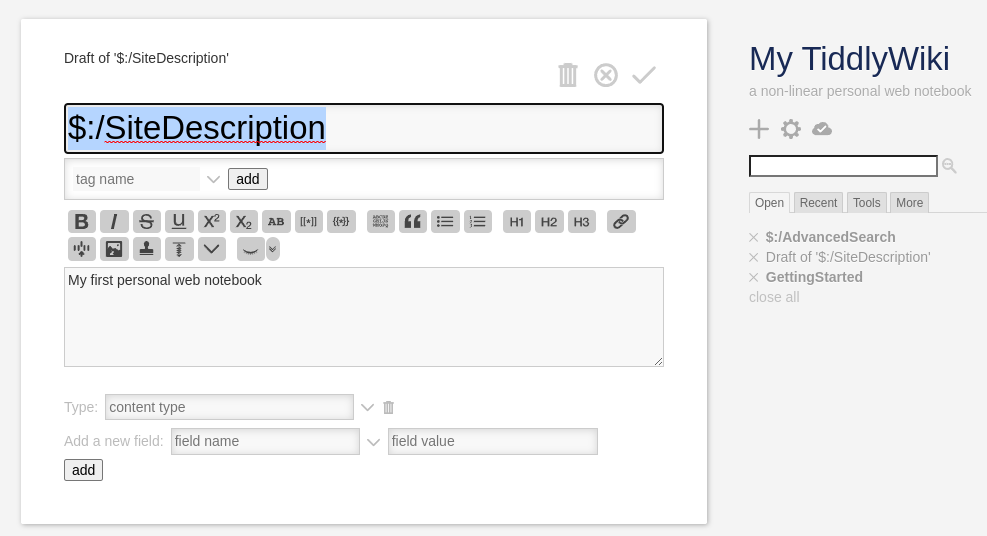 Draft of '$:/SiteDescription'
$:/SiteDescription
tag name add
B I S U X² X₂ AB [[*]] {{*}} H1 H2 H3
My first personal web notebook
Type: content type
Add a new field: field name field value
add
My TiddlyWiki
a non-linear personal web notebook
Open Recent Tools More
$:/AdvancedSearch
Draft of '$:/SiteDescription'
GettingStarted
close all